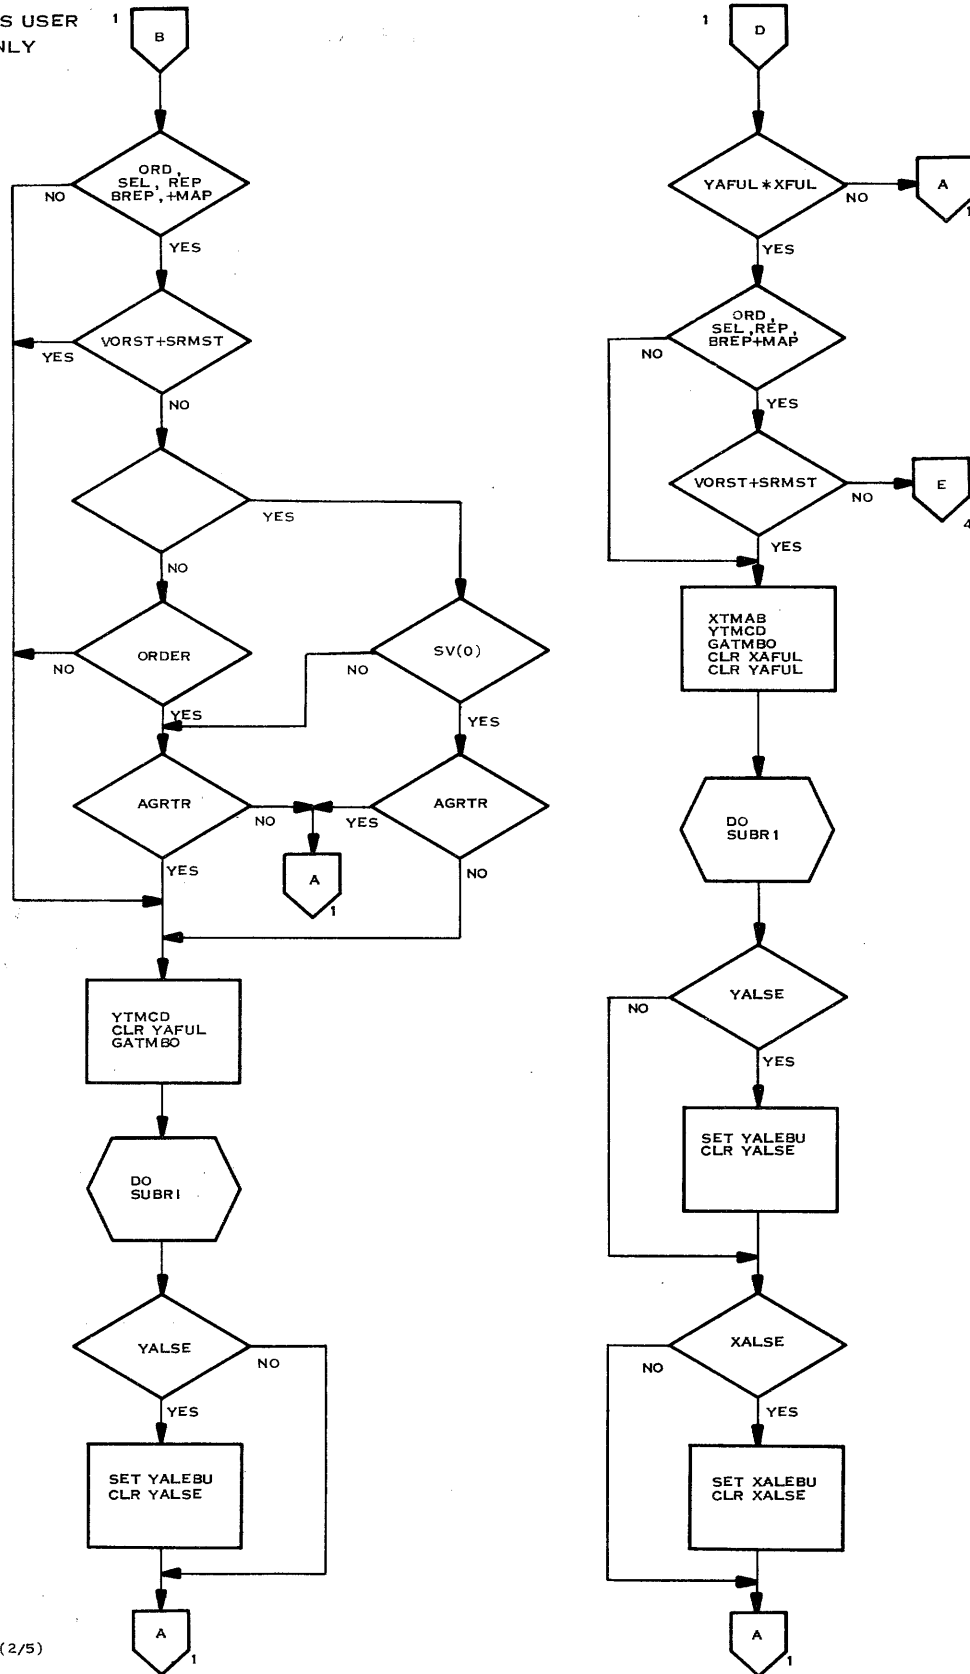 S USER
NLY
1
B
ORD,
SEL, REP
BREP,+MAP
NO
YES
VORST+SRMST
YES
NO
YES
NO
ORDER
NO
YES
SV(0)
NO
YES
AGRTR
NO
YES
AGRTR
YES
NO
A
1
YTMCD
CLR YAFUL
GATMBO
DO
SUBR1
YALSE
NO
YES
SET YALEBU
CLR YALSE
A
1
(2/5)
1
D
YAFUL*XFUL
NO
A
1
YES
ORD,
SEL,REP,
BREP+MAP
NO
YES
VORST+SRMST
NO
E
4
YES
XTMAB
YTMCD
GATMBO
CLR XAFUL
CLR YAFUL
DO
SUBR1
YALSE
NO
YES
SET YALEBU
CLR YALSE
XALSE
NO
YES
SET XALEBU
CLR XALSE
A
1